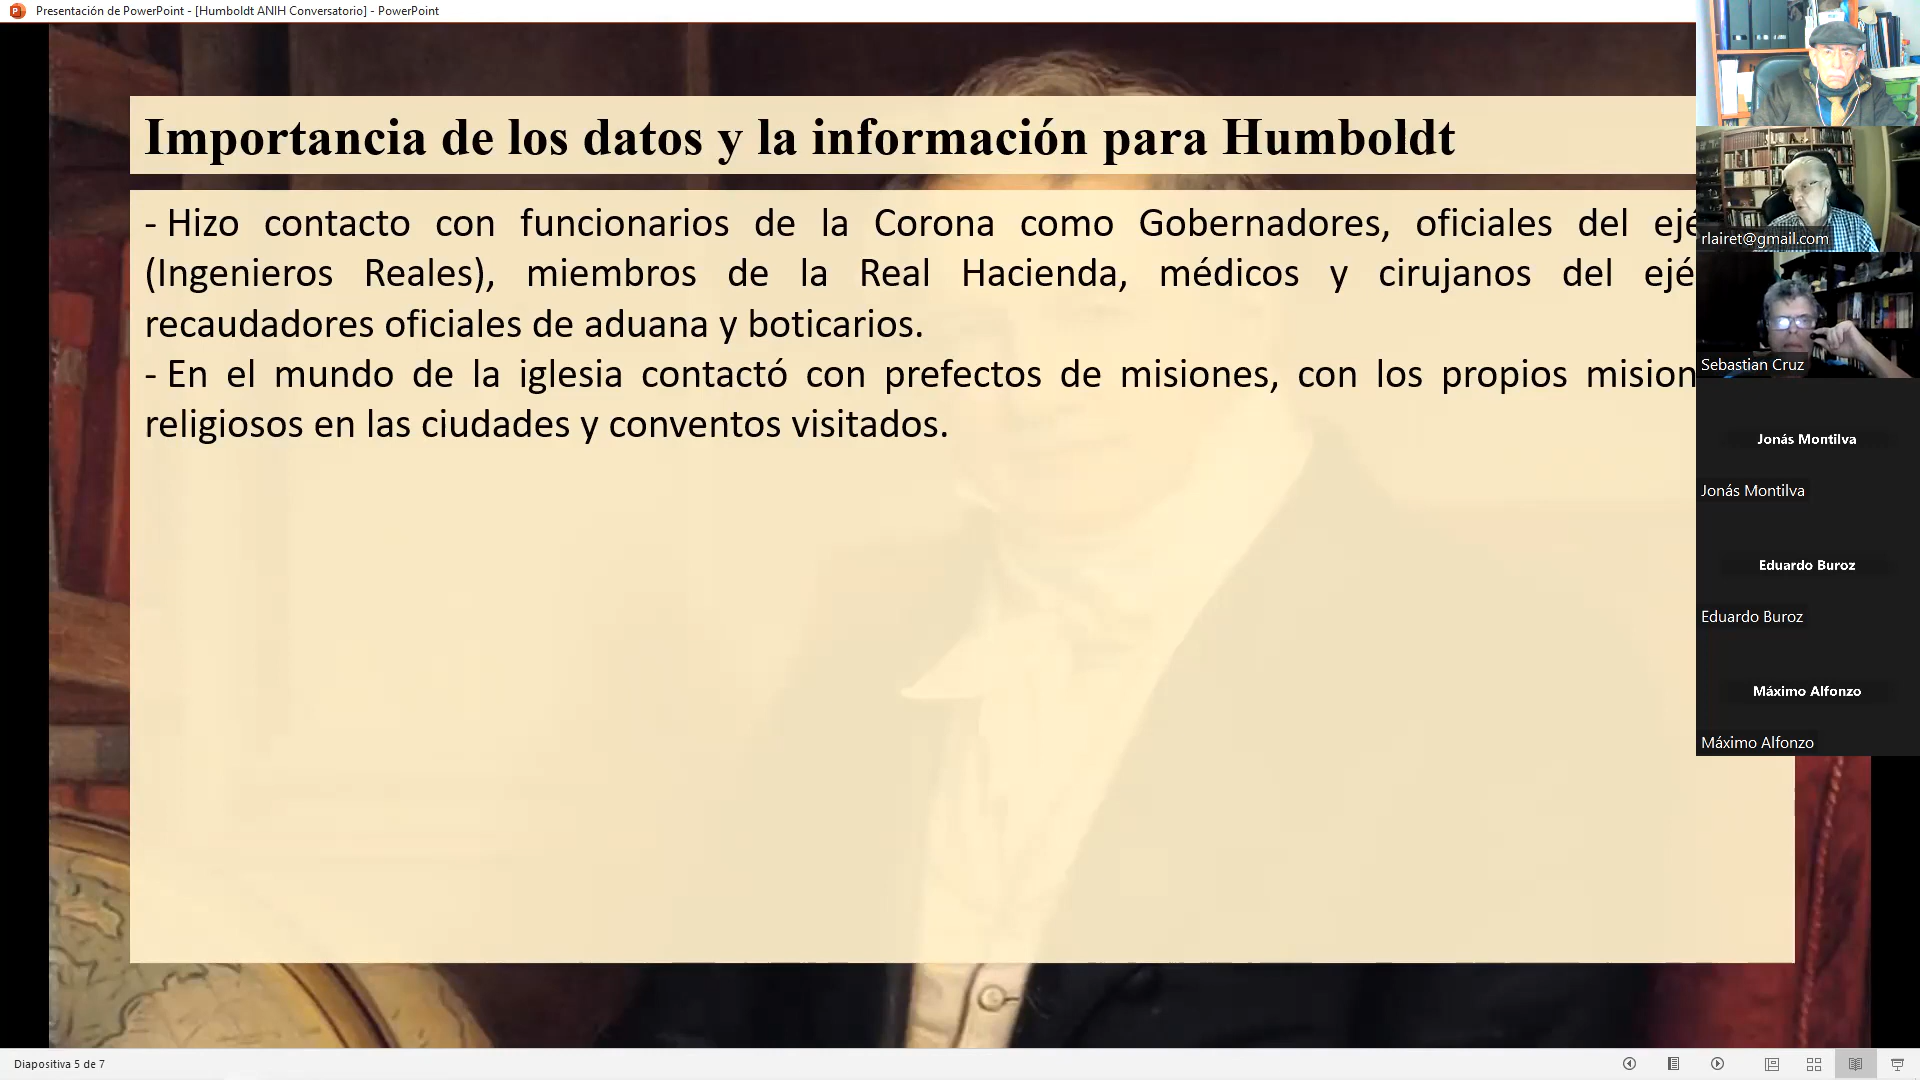 Presentación de PowerPoint - [Humboldt ANIH Conversatorio] - PowerPoint
Importancia de los datos y la información para Humboldt
- Hizo contacto con funcionarios de la Corona como Gobernadores, oficiales del
(Ingenieros Reales), miembros de la Real Hacienda, médicos y cirujanos del
recaudadores oficiales de aduana y boticarios.
- En el mundo de la iglesia contactó con prefectos de misiones, con los propios
religiosos en las ciudades y conventos visitados.
rlairet@gmail.com
Sebastian Cruz
Jonás Montilva
Jonás Montilva
Eduardo Buroz
Eduardo Buroz
Máximo Alfonzo
Máximo Alfonzo
Diapositiva 5 de 7